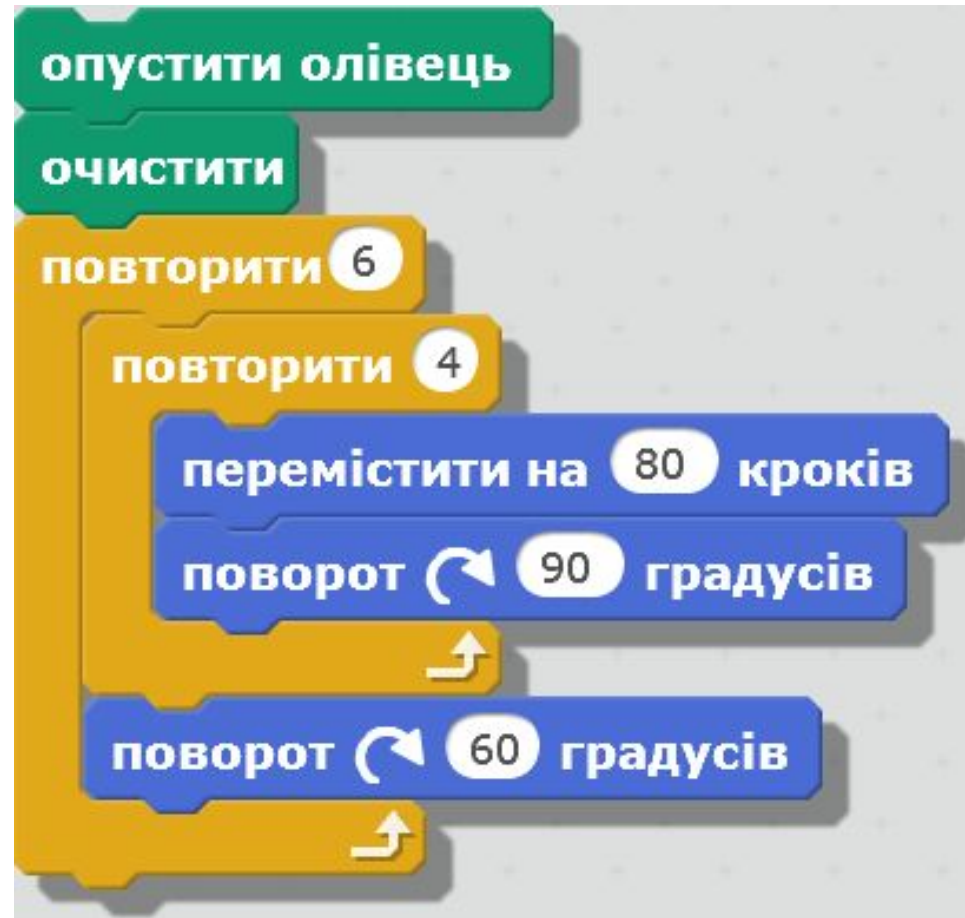 опустити олівець
очистити
повторити 6
повторити 4
перемістити на 80 кроків
поворот 90 градусів
поворот 60 градусів